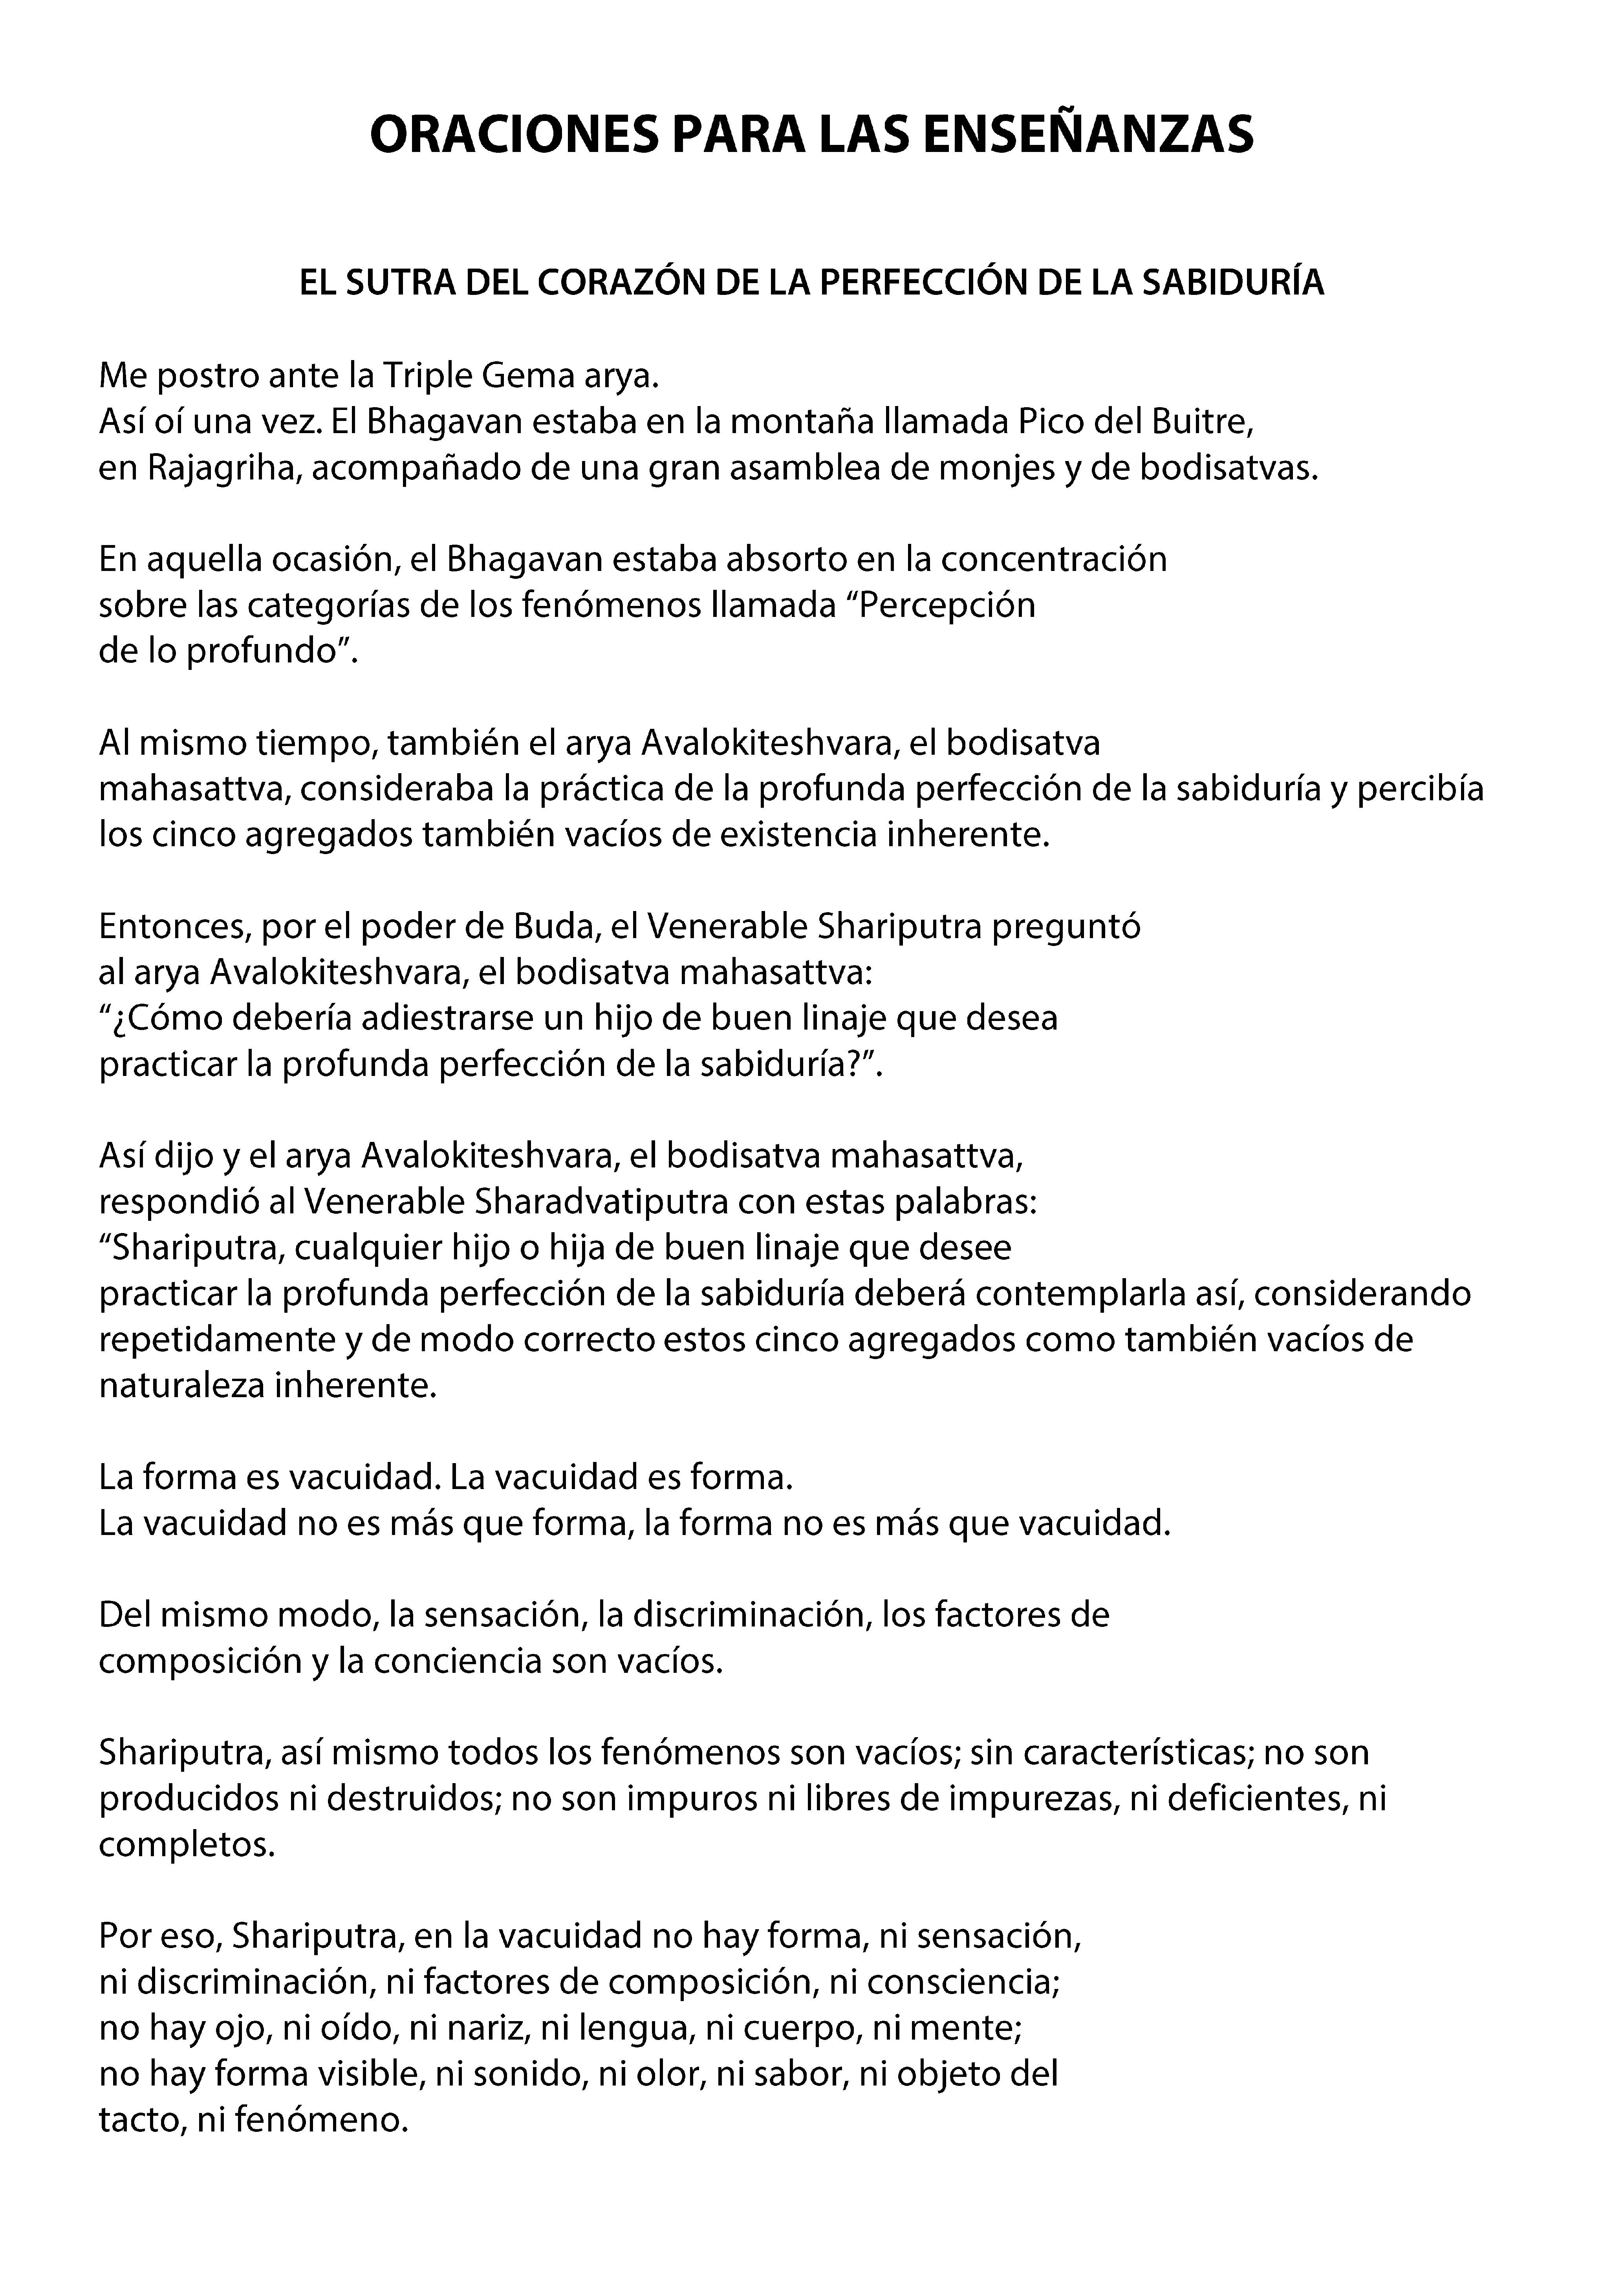 ORACIONES PARA LAS ENSEÑANZAS
EL SUTRA DEL CORAZÓN DE LA PERFECCIÓN DE LA SABIDURÍA
Me postro ante la Triple Gema arya.
Así oí una vez. El Bhagavan estaba en la montaña llamada Pico del Buitre,
en Rajagriha, acompañado de una gran asamblea de monjes y de bodisatvas.
En aquella ocasión, el Bhagavan estaba absorto en la concentración
sobre las categorías de los fenómenos llamada “Percepción
de lo profundo”.
Al mismo tiempo, también el arya Avalokiteshvara, el bodisatva
mahasattva, consideraba la práctica de la profunda perfección de la sabiduría y percibía
los cinco agregados también vacíos de existencia inherente.
Entonces, por el poder de Buda, el Venerable Shariputra preguntó
al arya Avalokiteshvara, el bodisatva mahasattva:
“¿Cómo debería adiestrarse un hijo de buen linaje que desea
practicar la profunda perfección de la sabiduría?”.
Así dijo y el arya Avalokiteshvara, el bodisatva mahasattva,
respondió al Venerable Sharadvatiputra con estas palabras:
“Shariputra, cualquier hijo o hija de buen linaje que desee
practicar la profunda perfección de la sabiduría deberá contemplarla así, considerando
repetidamente y de modo correcto estos cinco agregados como también vacíos de
naturaleza inherente.
La forma es vacuidad. La vacuidad es forma.
La vacuidad no es más que forma, la forma no es más que vacuidad.
Del mismo modo, la sensación, la discriminación, los factores de
composición y la conciencia son vacíos.
Shariputra, así mismo todos los fenómenos son vacíos; sin características; no son
producidos ni destruidos; no son impuros ni libres de impurezas, ni deficientes, ni
completos.
Por eso, Shariputra, en la vacuidad no hay forma, ni sensación,
ni discriminación, ni factores de composición, ni consciencia;
no hay ojo, ni oído, ni nariz, ni lengua, ni cuerpo, ni mente;
no hay forma visible, ni sonido, ni olor, ni sabor, ni objeto del
tacto, ni fenómeno.